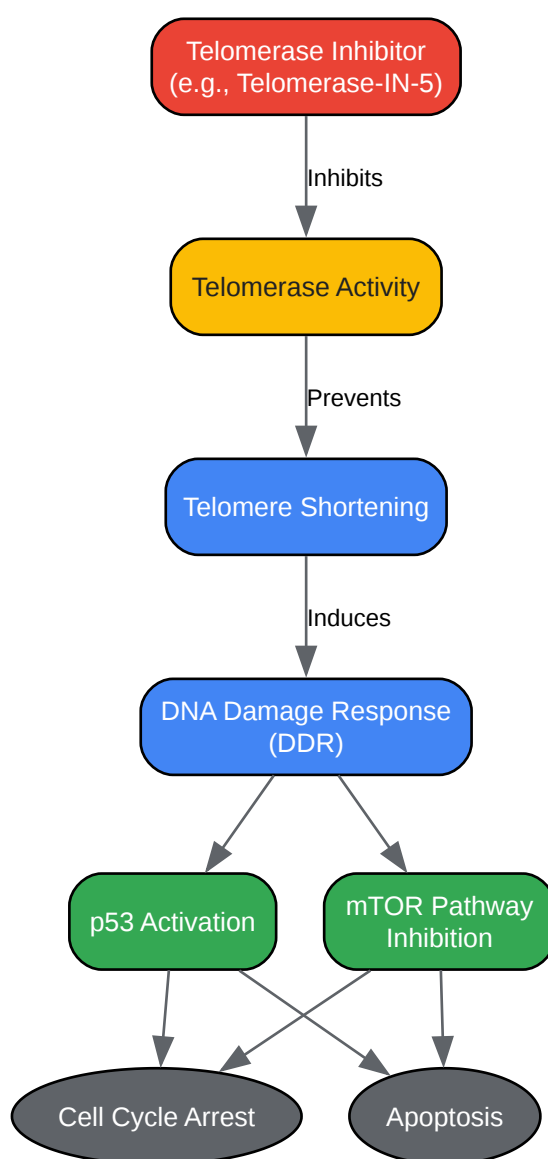 Telomerase Inhibitor
(e.g., Telomerase-IN-5)
Inhibits
Telomerase Activity
Prevents
Telomere Shortening
Induces
DNA Damage Response
(DDR)
p53 Activation
mTOR Pathway
Inhibition
Cell Cycle Arrest
Apoptosis